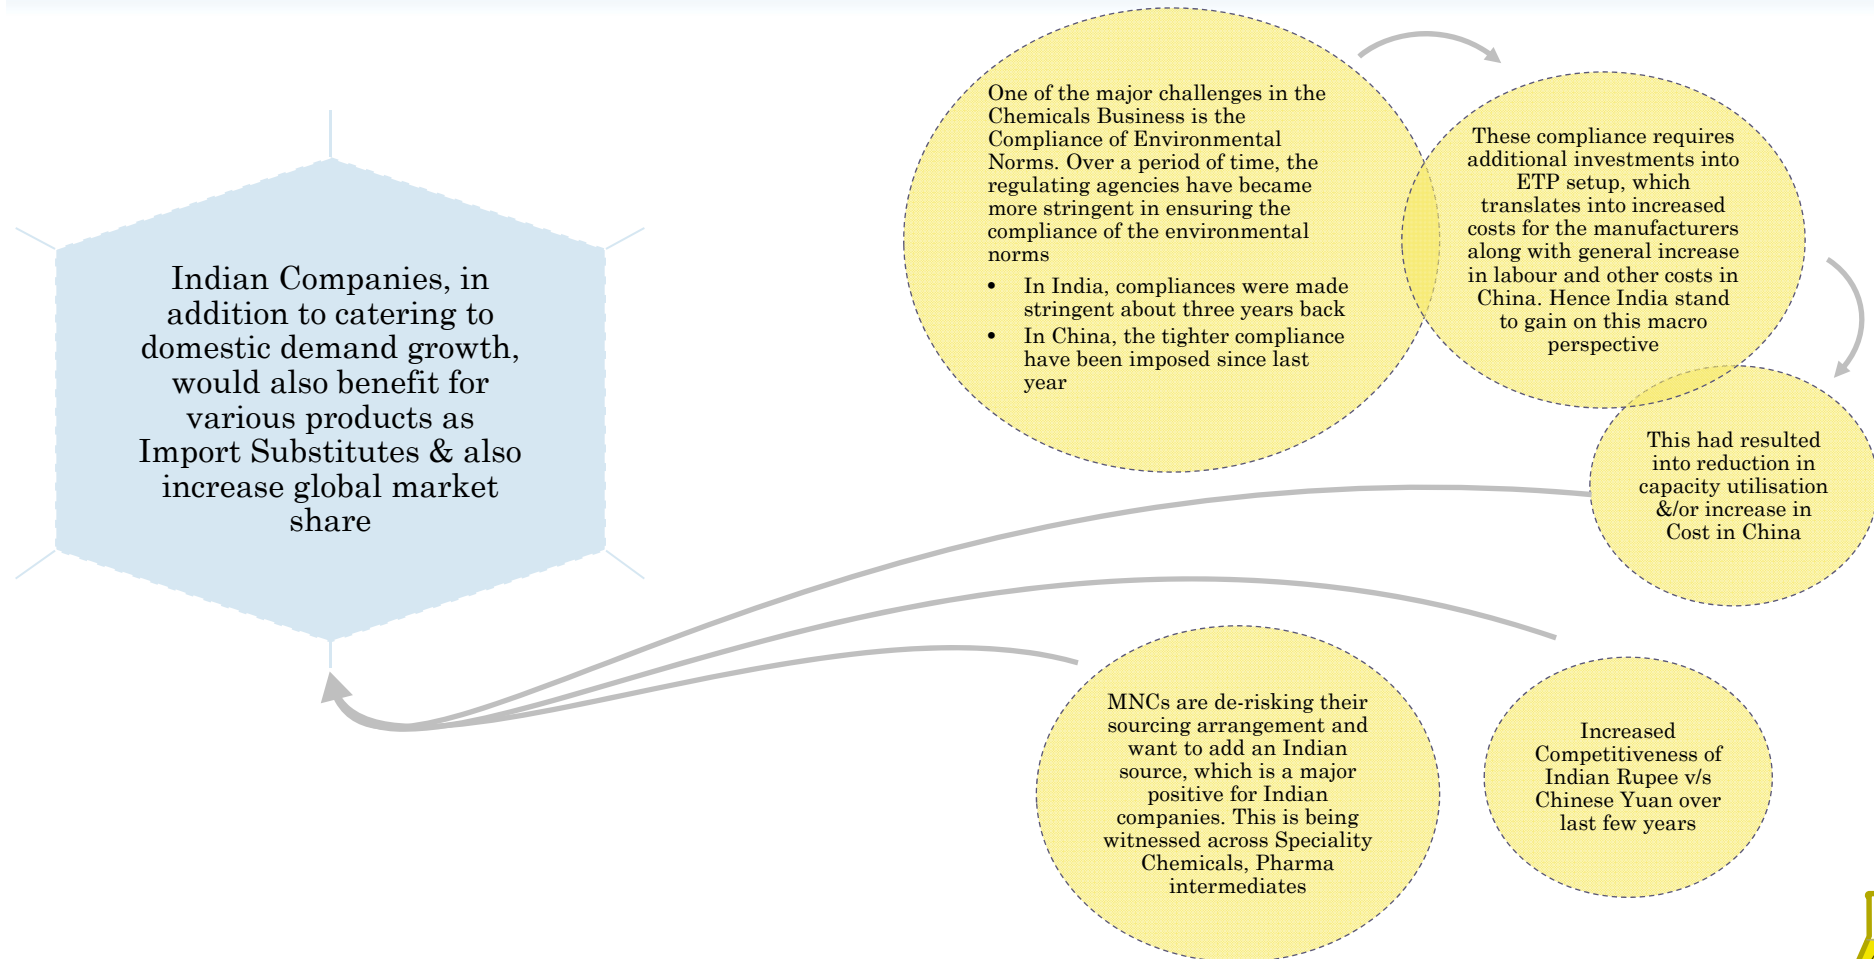 Indian Companies, in
addition to catering to
domestic demand growth,
would also benefit for
various products as
Import Substitutes & also
increase global market
share
One of the major challenges in the
Chemicals Business is the
Compliance of Environmental
Norms. Over a period of time, the
regulating agencies have became
more stringent in ensuring the
compliance of the environmental
norms
• In India, compliances were made
stringent about three years back
• In China, the tighter compliance
have been imposed since last
year
These compliance requires
additional investments into
ETP setup, which
translates into increased
costs for the manufacturers
along with general increase
in labour and other costs in
China. Hence India stand
to gain on this macro
perspective
This had resulted
into reduction in
capacity utilisation
&/or increase in
Cost in China
MNCs are de-risking their
sourcing arrangement and
want to add an Indian
source, which is a major
positive for Indian
companies. This is being
witnessed across Speciality
Chemicals, Pharma
intermediates
Increased
Competitiveness of
Indian Rupee v/s
Chinese Yuan over
last few years